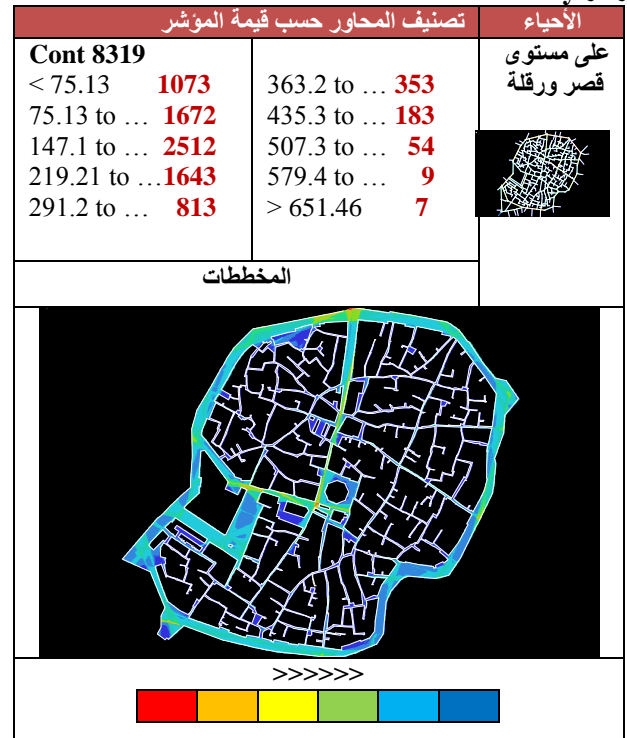 الأحياء
تصنيف المحاور حسب قيمة المؤشر
على مستوى
قصر ورقلة
Cont 8319
< 75.13 1073
75.13 to … 1672
147.1 to … 2512
219.21 to …1643
291.2 to … 813
363.2 to … 353
435.3 to … 183
507.3 to … 54
579.4 to … 9
> 651.46 7
المخططات
>>>>>>